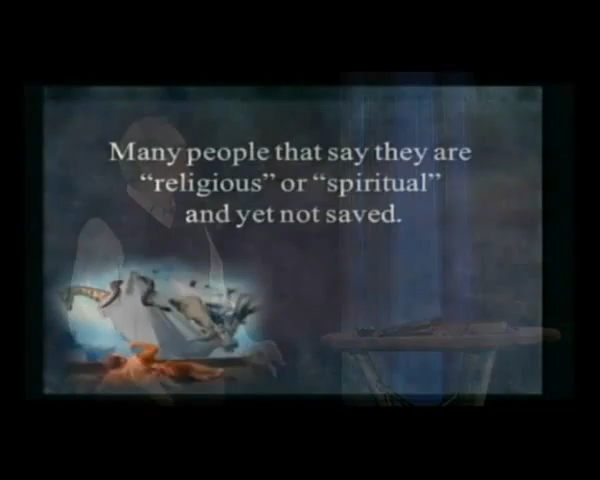 Many people that say they are
“religious” or “spiritual”
and yet not saved.